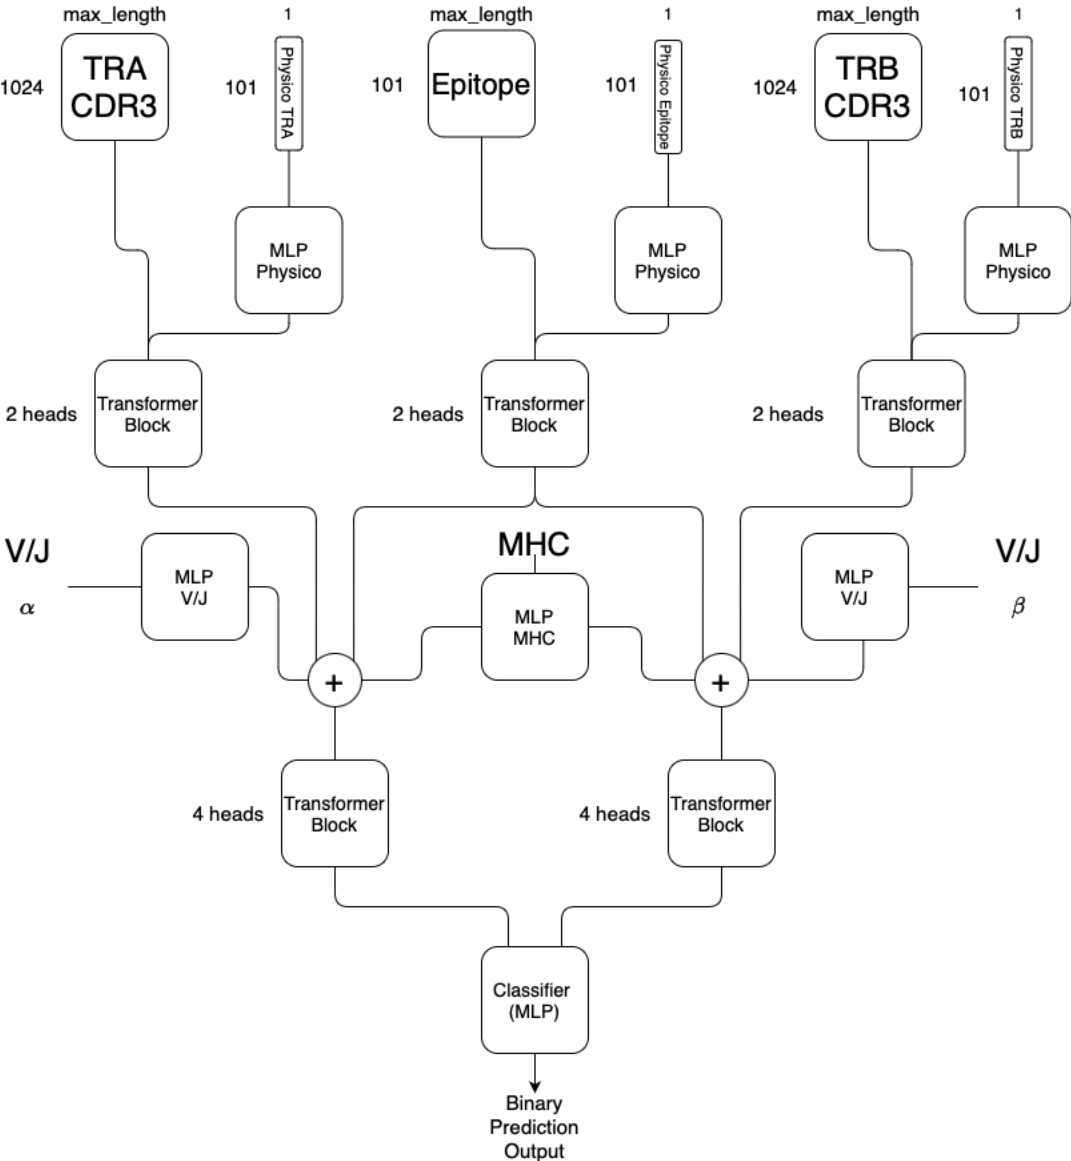 max_length
1
max_length
1
max_length
1
1024
TRA
CDR3
101
Physico TRA
101
Epitope
101
Physico Epitope
1024
TRB
CDR3
101
Physico TRB
MLP
Physico
MLP
Physico
MLP
Physico
2 heads
Transformer
Block
2 heads
Transformer
Block
2 heads
Transformer
Block
V/J
α
MLP
V/J
MHC
MLP
MHC
MLP
V/J
V/J
β
+
+
4 heads
Transformer
Block
4 heads
Transformer
Block
Classifier
(MLP)
Binary
Prediction
Output